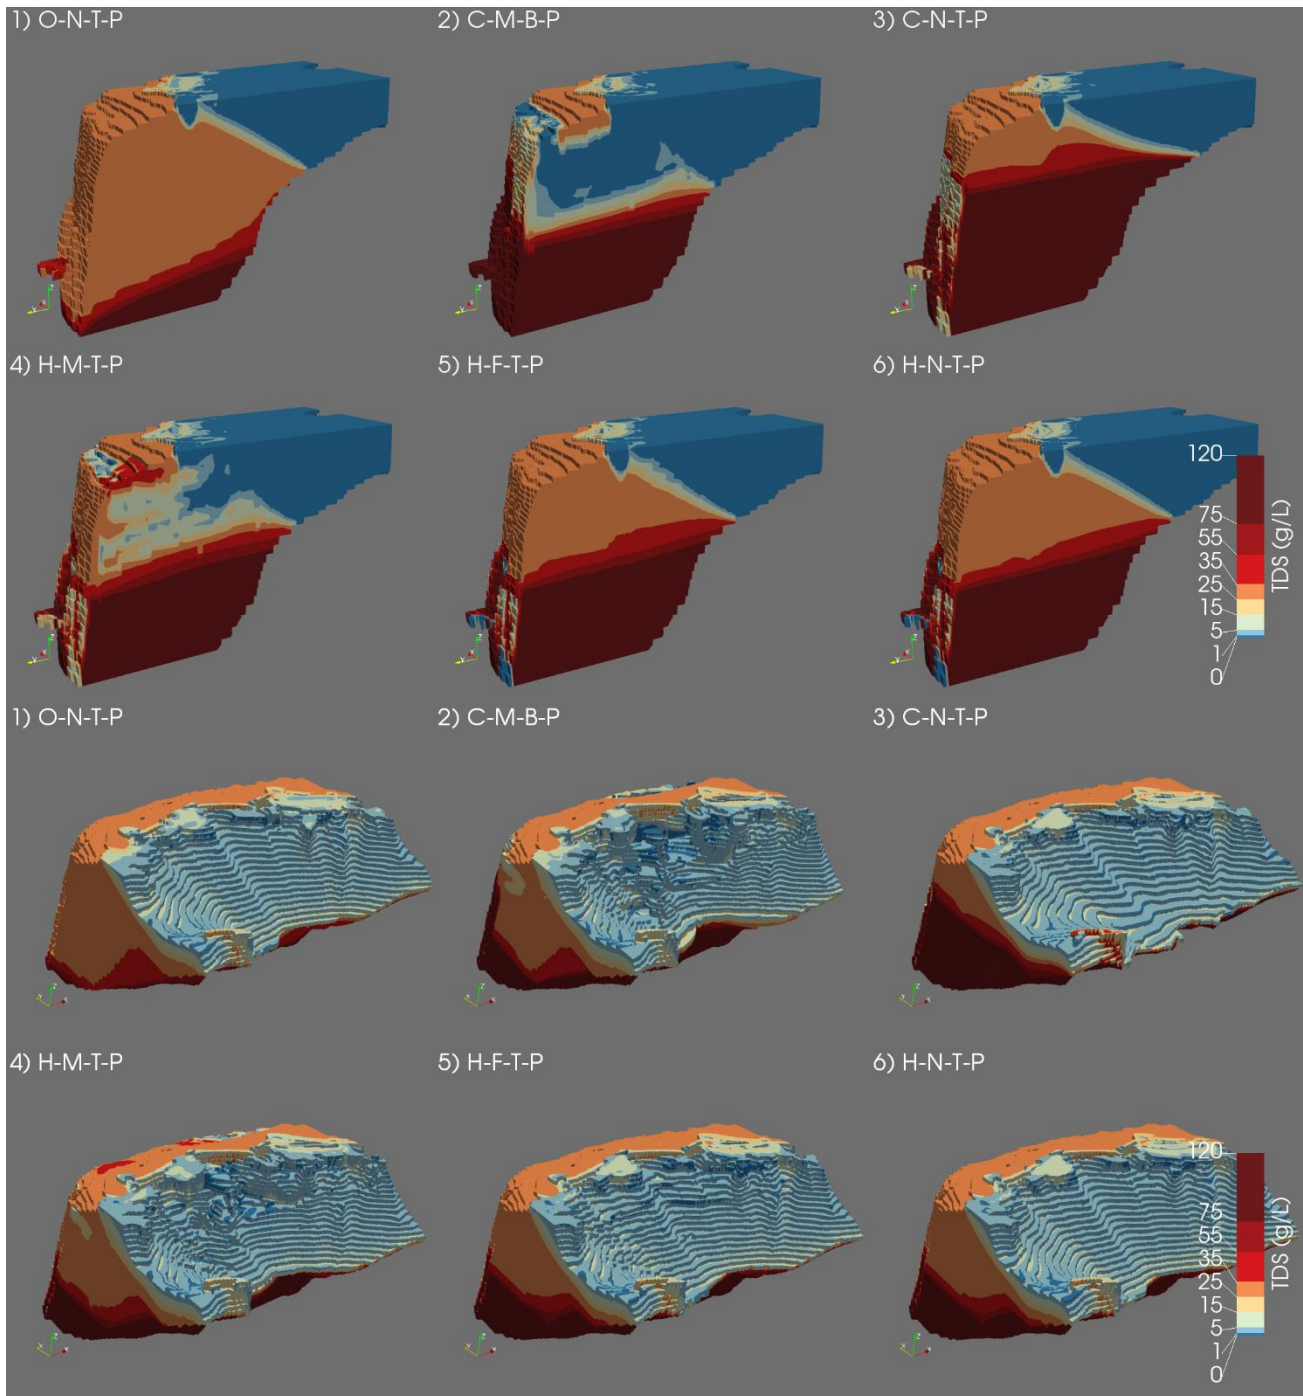 1) O-N-T-P
2) C-M-B-P
3) C-N-T-P
4) H-M-T-P
5) H-F-T-P
6) H-N-T-P
120
75
55
35
25
15
5
1
0
TDS (g/L)
1) O-N-T-P
2) C-M-B-P
3) C-N-T-P
4) H-M-T-P
5) H-F-T-P
6) H-N-T-P
120
75
55
35
25
15
5
1
0
TDS (g/L)